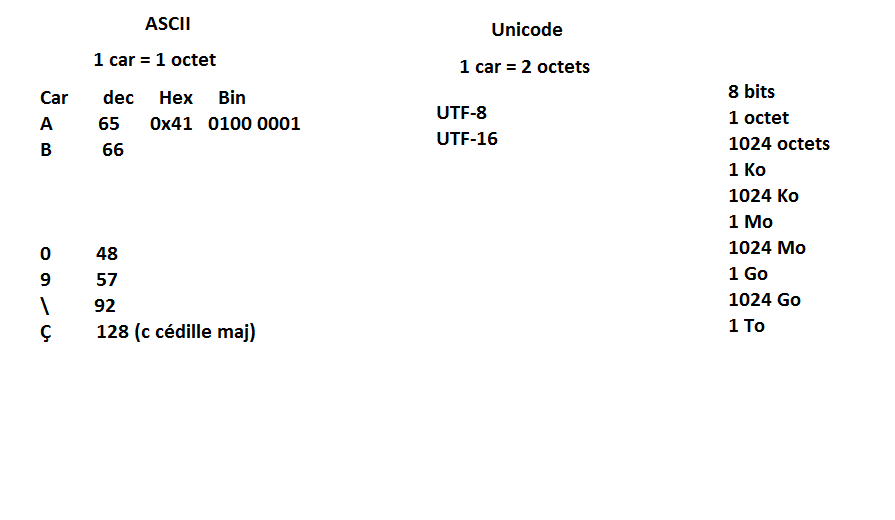 ASCII
1 car = 1 octet
Car dec Hex Bin
A 65 0x41 0100 0001
B 66
0 48
9 57
\ 92
Ç 128 (c cédille maj)
Unicode
1 car = 2 octets
UTF-8
UTF-16
8 bits
1 octet
1024 octets
1 Ko
1024 Ko
1 Mo
1024 Mo
1 Go
1024 Go
1 To